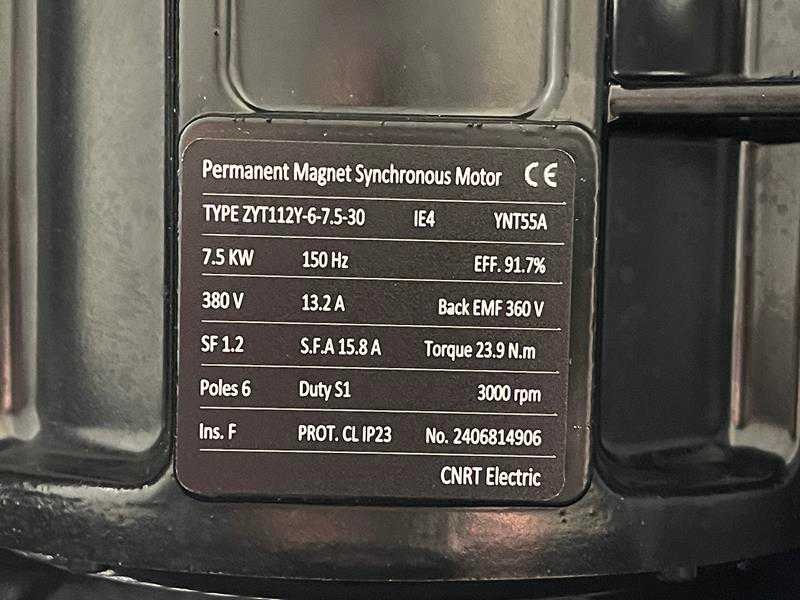 Permanent Magnet Synchronous Motor CE
TYPE ZYT112Y-6-7.5-30 IE4 YNT55A
7.5 KW 150 Hz EFF. 91.7%
380 V 13.2 A Back EMF 360 V
SF 1.2 S.F.A 15.8 A Torque 23.9 N.m
Poles 6 Duty S1 3000 rpm
Ins. F PROT. CL IP23 No. 2406814906
CNRT Electric